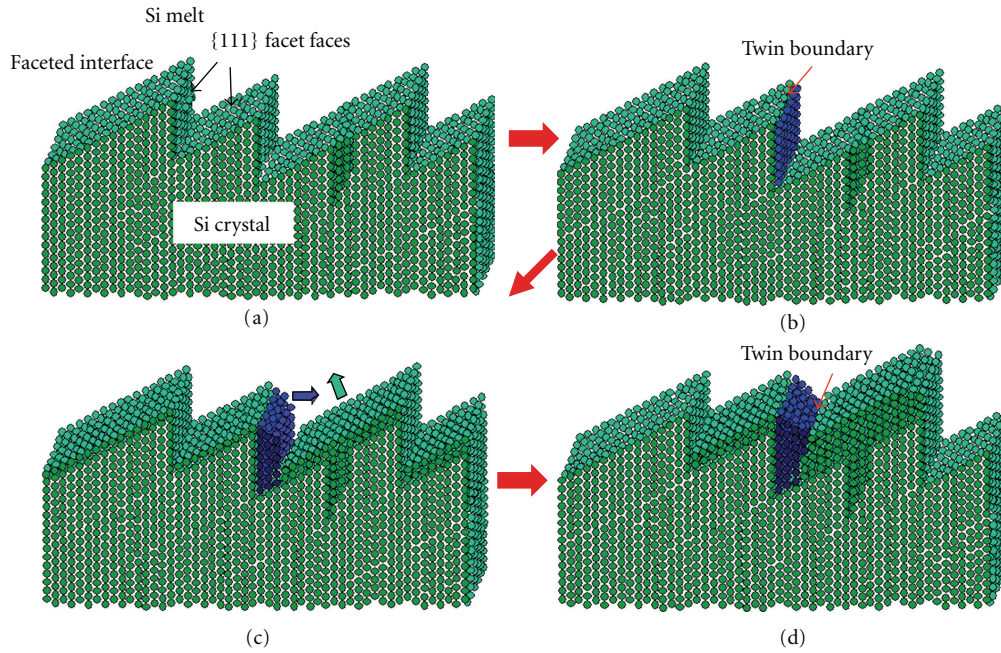 Si melt
{111} facet faces
Faceted interface
Twin boundary
Si crystal
(a)
(b)
Twin boundary
(c)
(d)